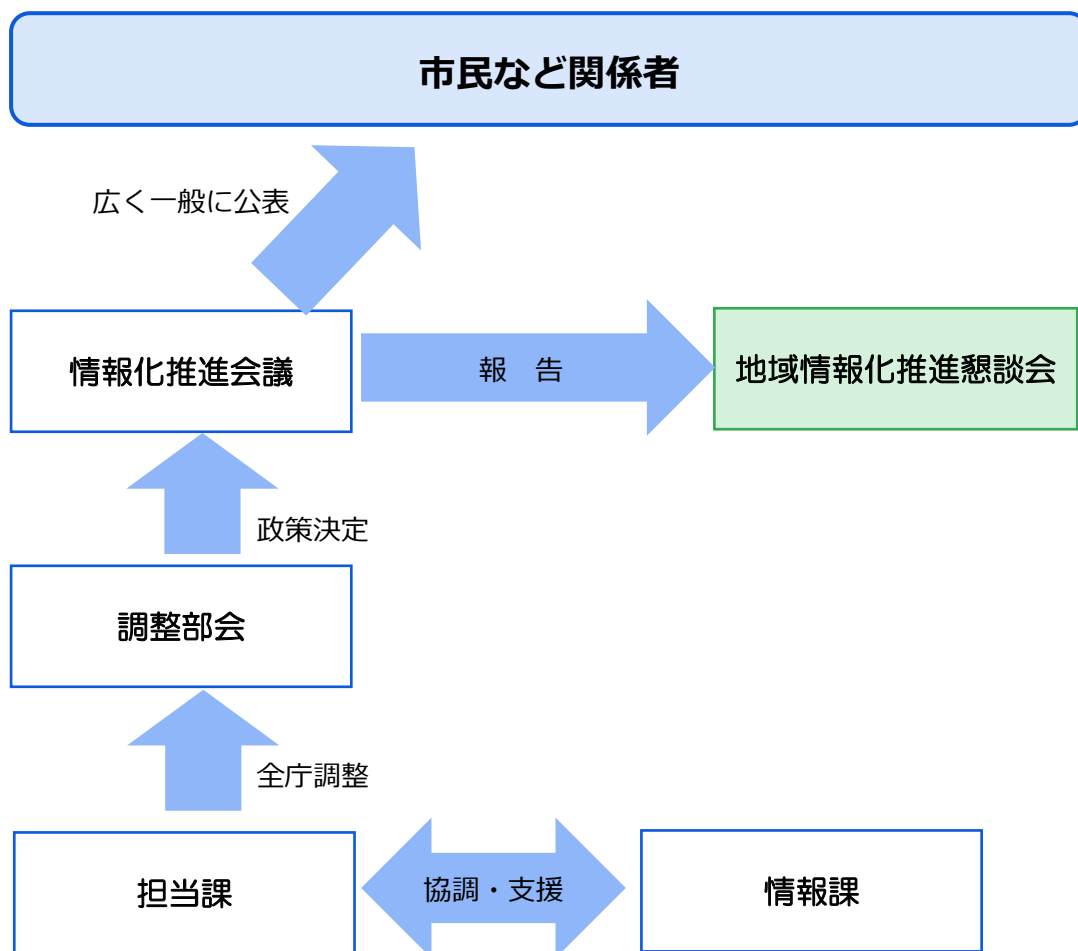 市民など関係者
広く一般に公表
情報化推進会議
報　告
地域情報化推進懇談会
政策決定
調整部会
全庁調整
担当課
協調・支援
情報課